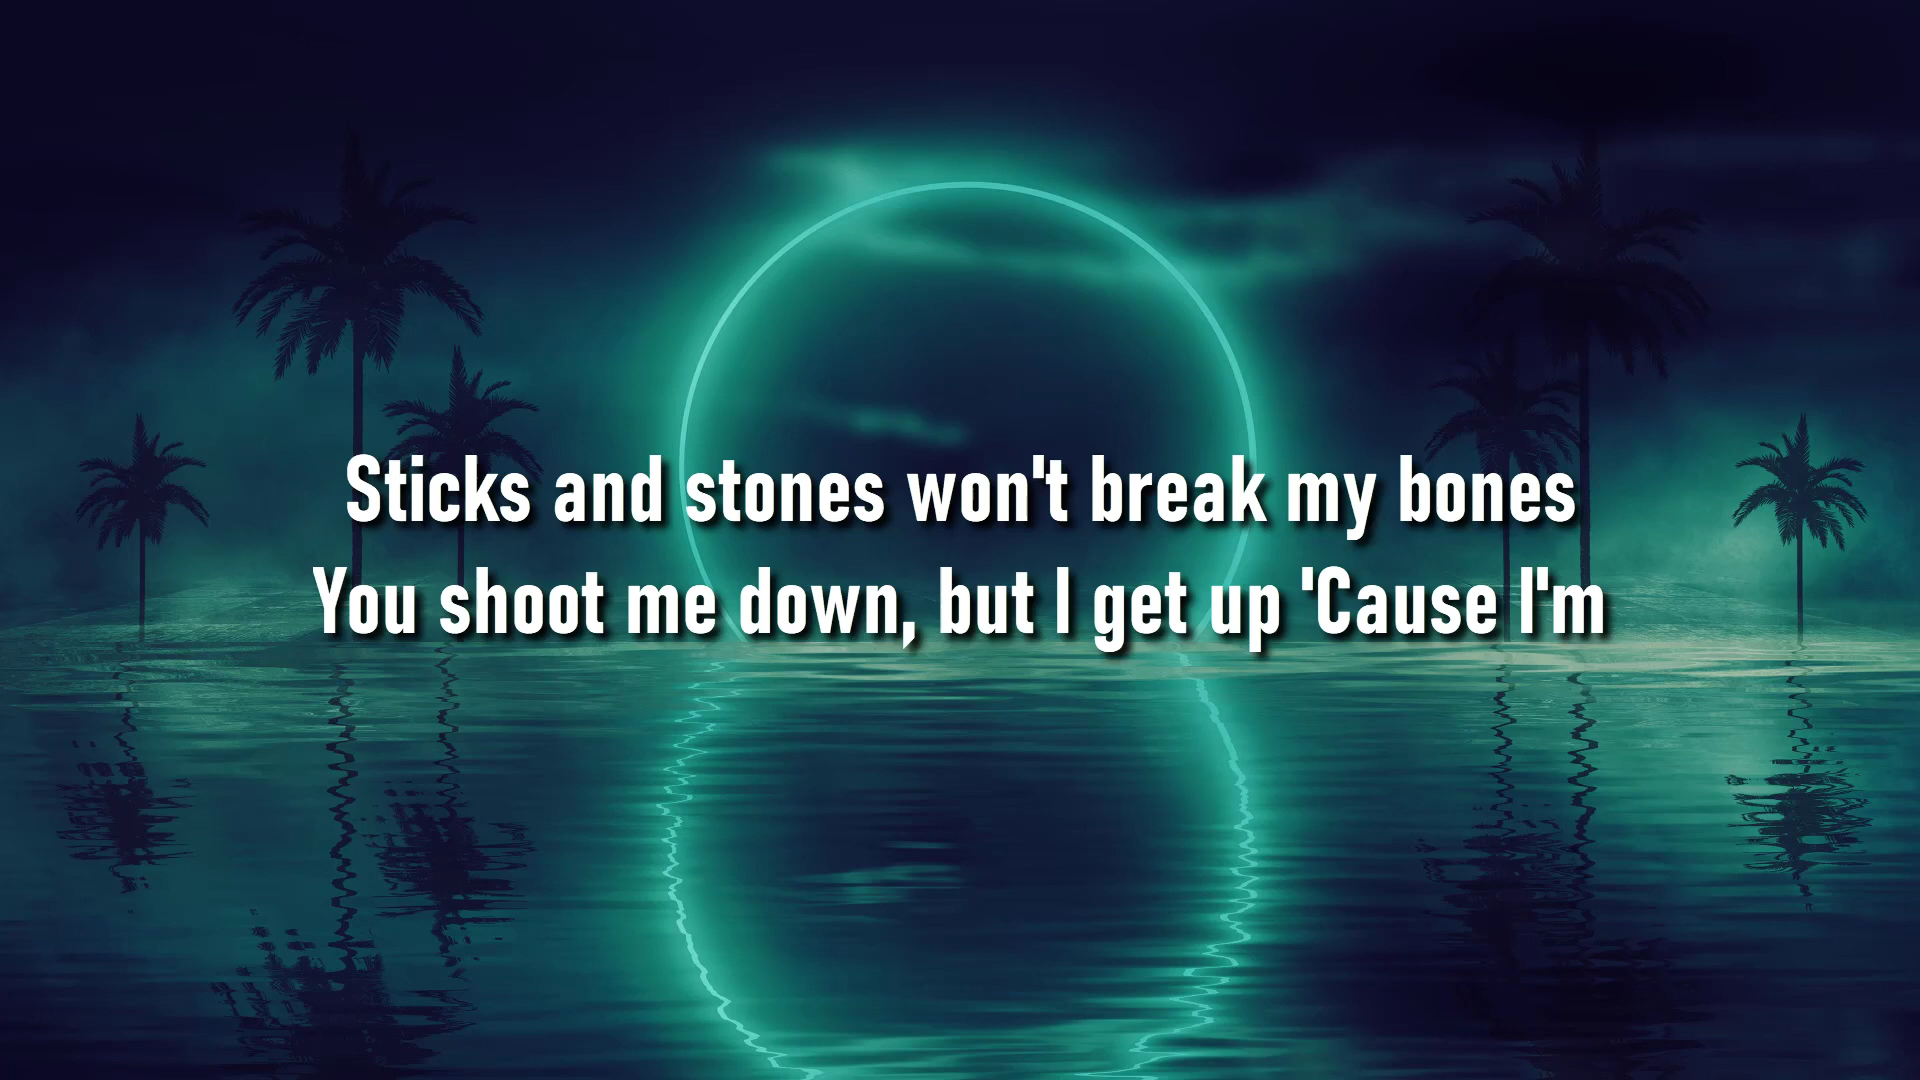 Sticks and stones won't break my bones
You shoot me down, but I get up 'Cause I'm